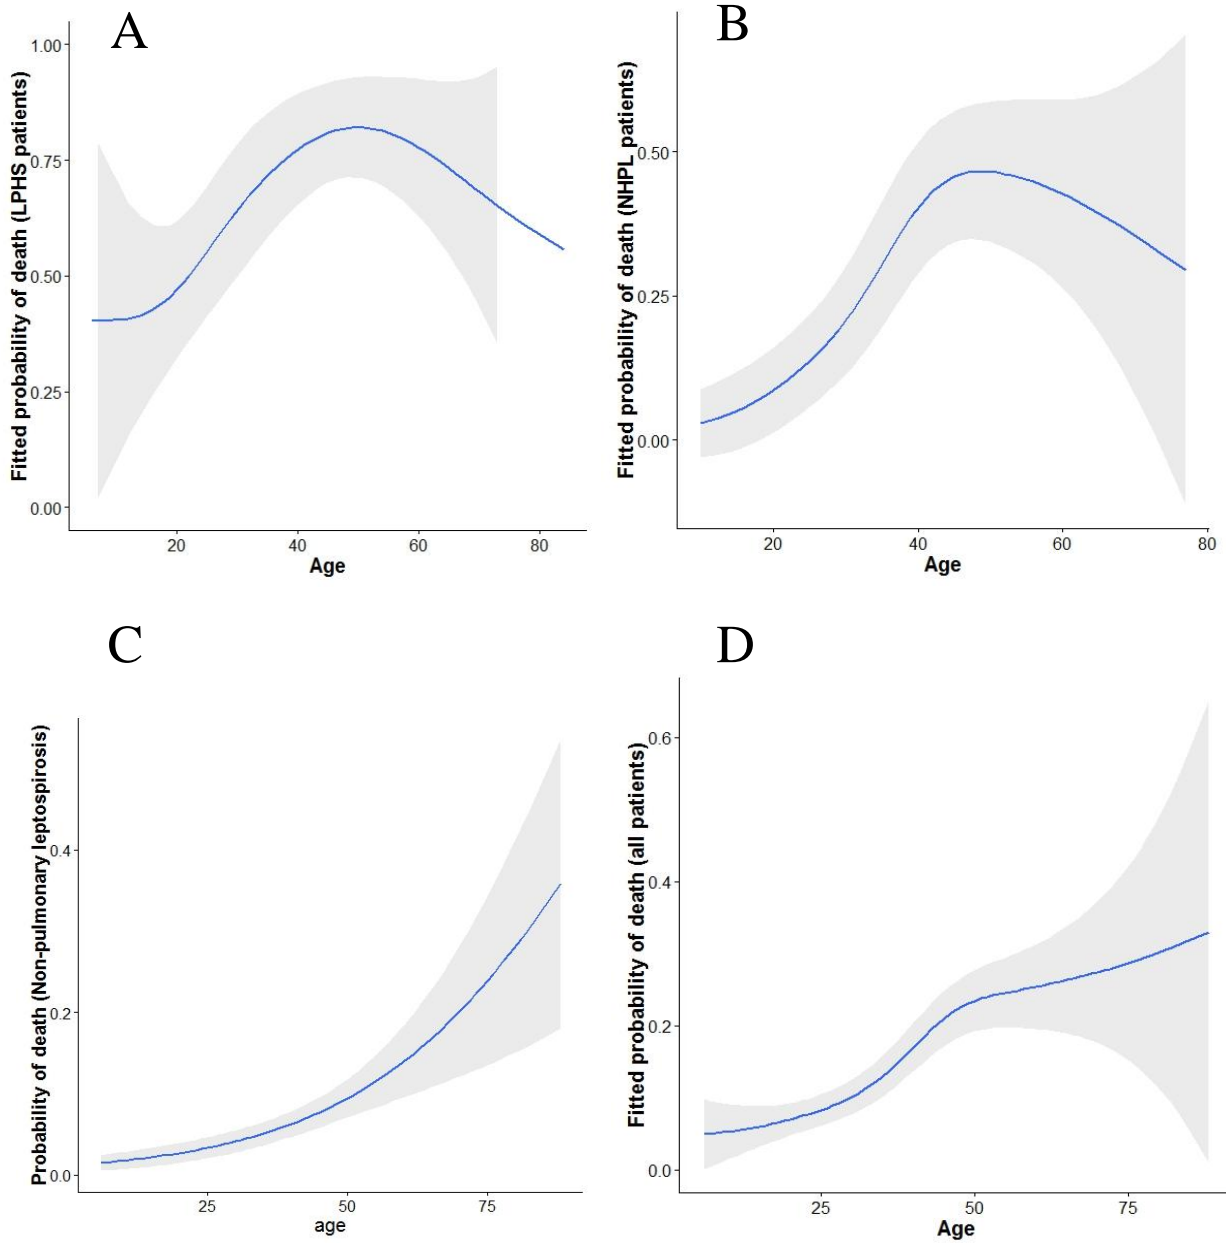 A
Fitted probability of death (LPHS patients)
1.00
0.75
0.50
0.25
0.00
20 40 60 80
Age
B
Fitted probability of death (NHPL patients)
0.50
0.25
0.00
20 40 60 80
Age
C
Probability of death (Non-pulmonary leptospirosis)
0.4
0.2
0.0
25 50 75
age
D
Fitted probability of death (all patients)
0.6
0.4
0.2
0.0
25 50 75
Age